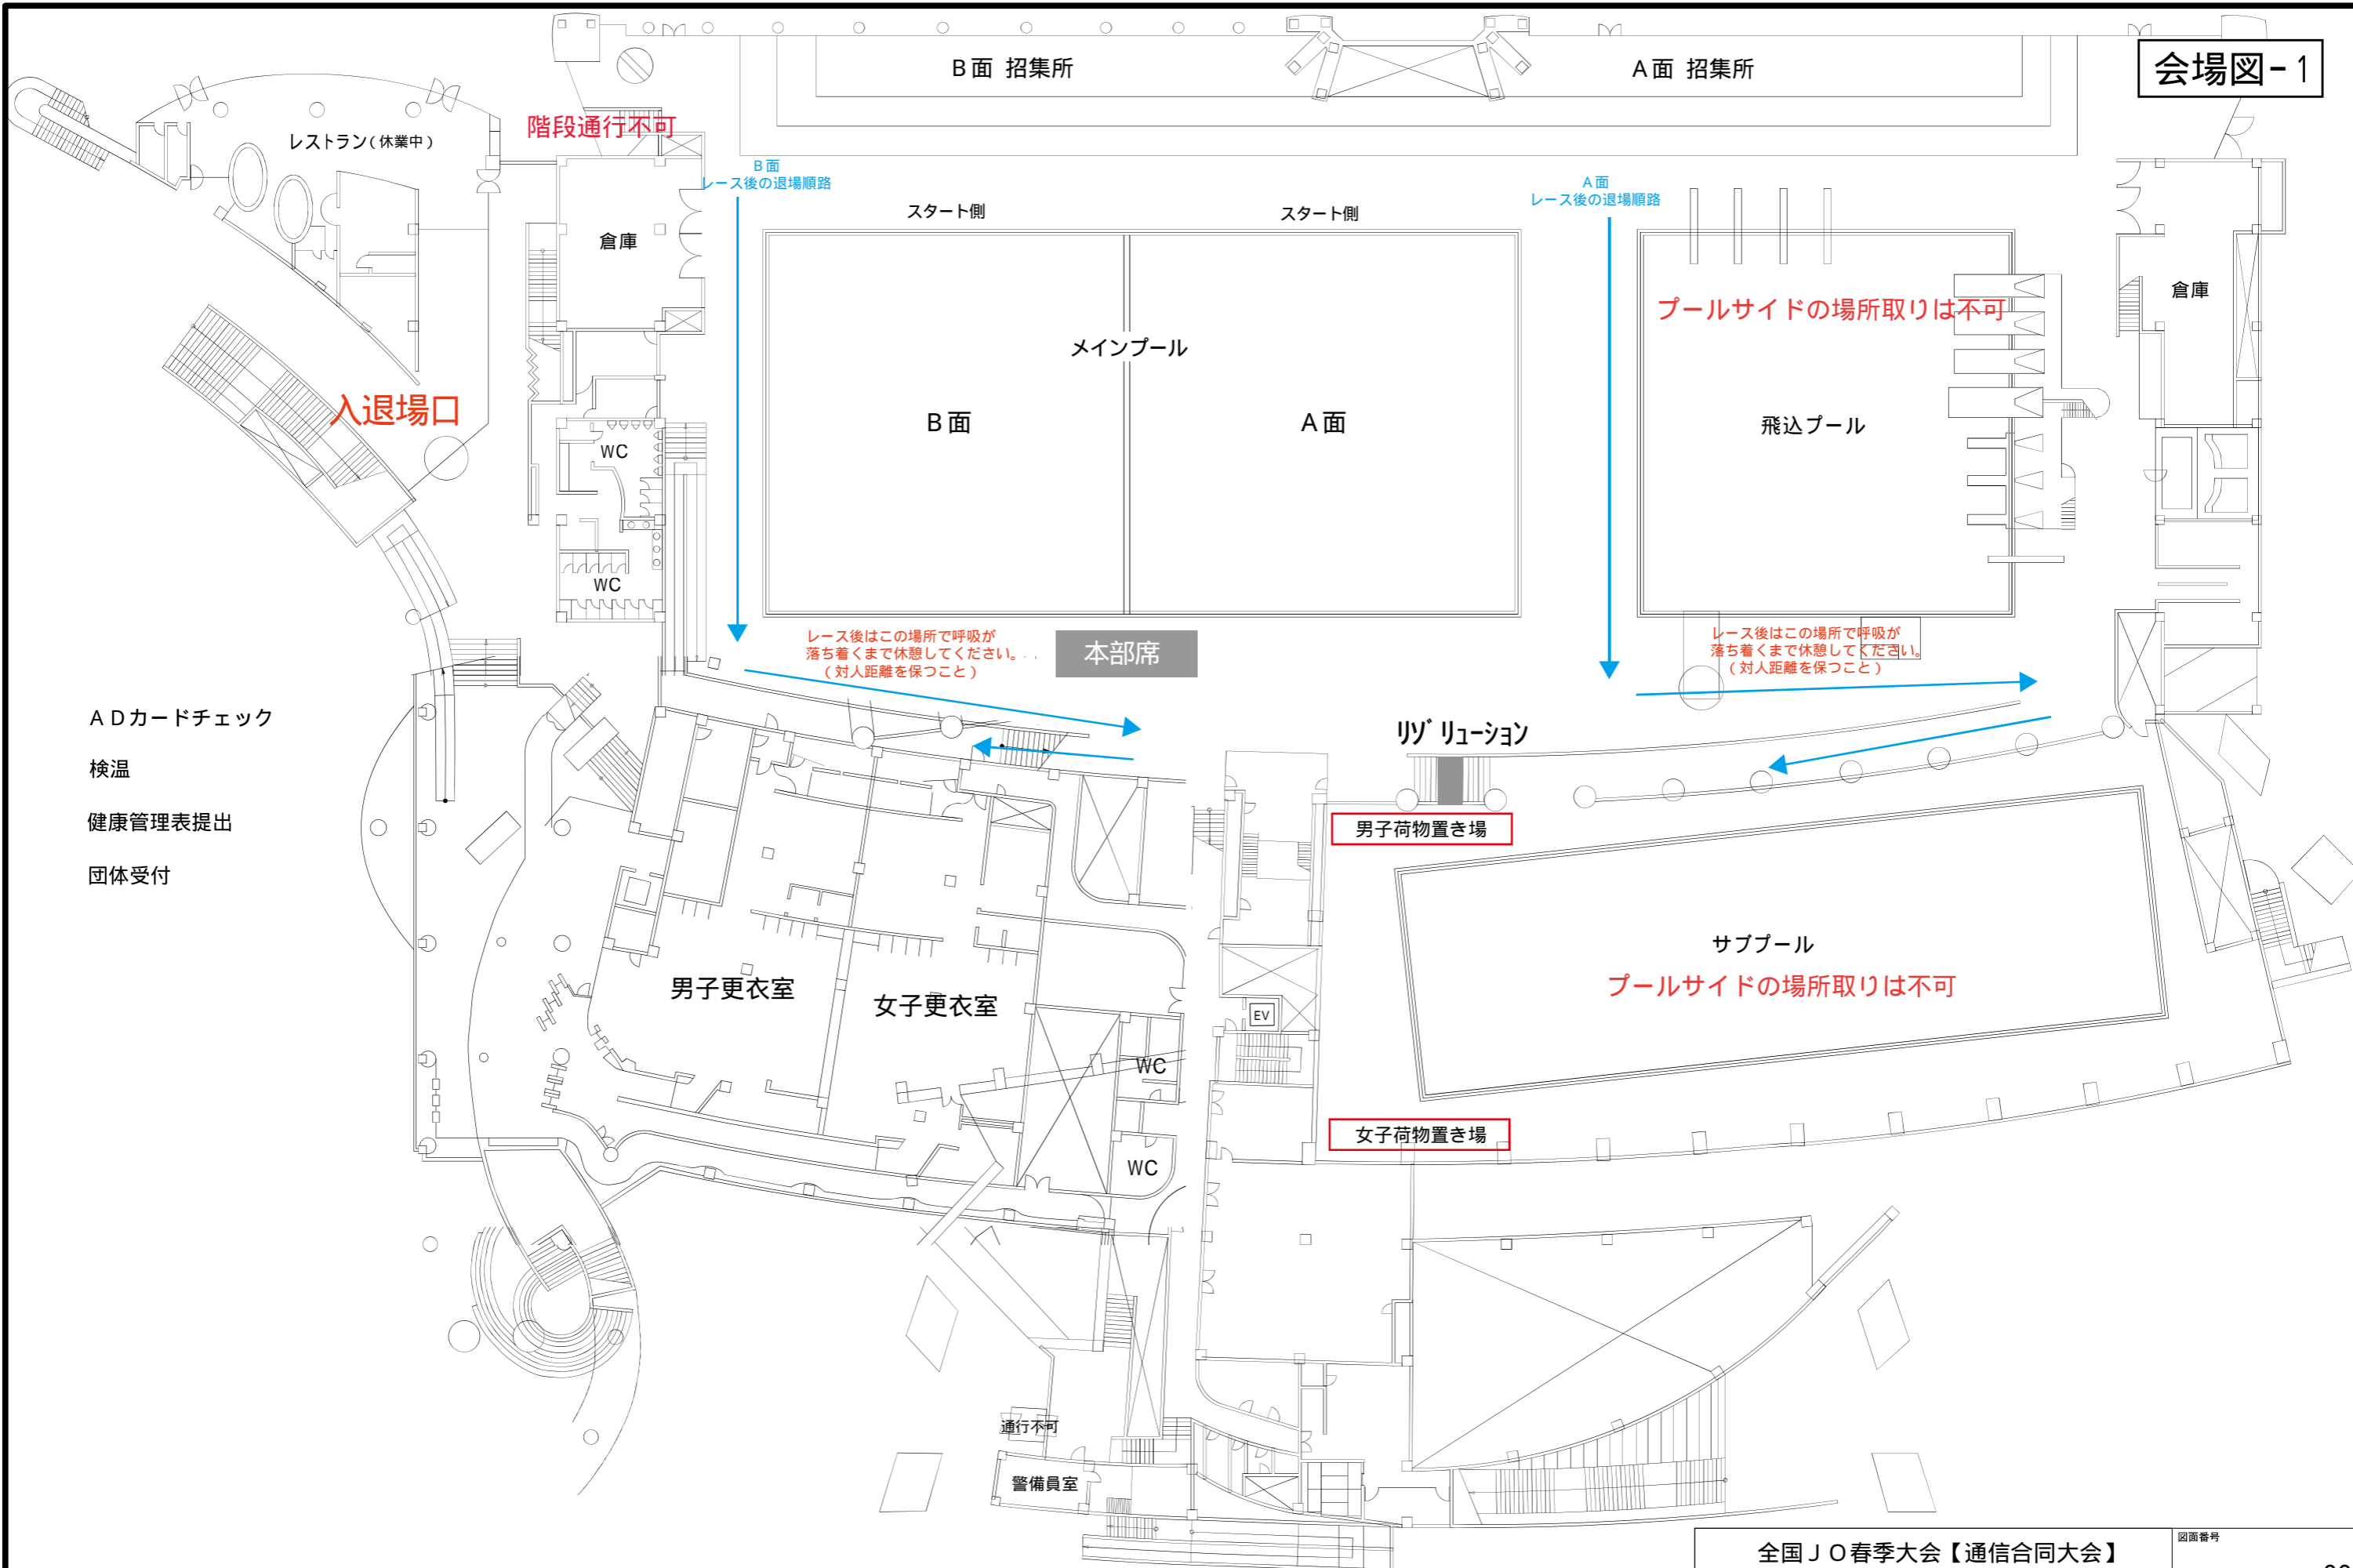 会場図-1
B面 招集所
A面 招集所
レストラン(休業中)
階段通行不可
B面
レース後の退場順路
A面
レース後の退場順路
スタート側
スタート側
倉庫
倉庫
プールサイドの場所取りは不可
メインプール
入退場口
B面
A面
飛込プール
WC
WC
レース後はこの場所で呼吸が
落ち着くまで休憩してください。
(対人距離を保つこと)
本部席
レース後はこの場所で呼吸が
落ち着くまで休憩してください。
(対人距離を保つこと)
ADカードチェック
検温
健康管理表提出
団体受付
リゾリューション
男子荷物置き場
サブプール
プールサイドの場所取りは不可
男子更衣室
女子更衣室
EV
WC
女子荷物置き場
WC
通行不可
警備員室
全国JO春季大会【通信合同大会】
図面番号